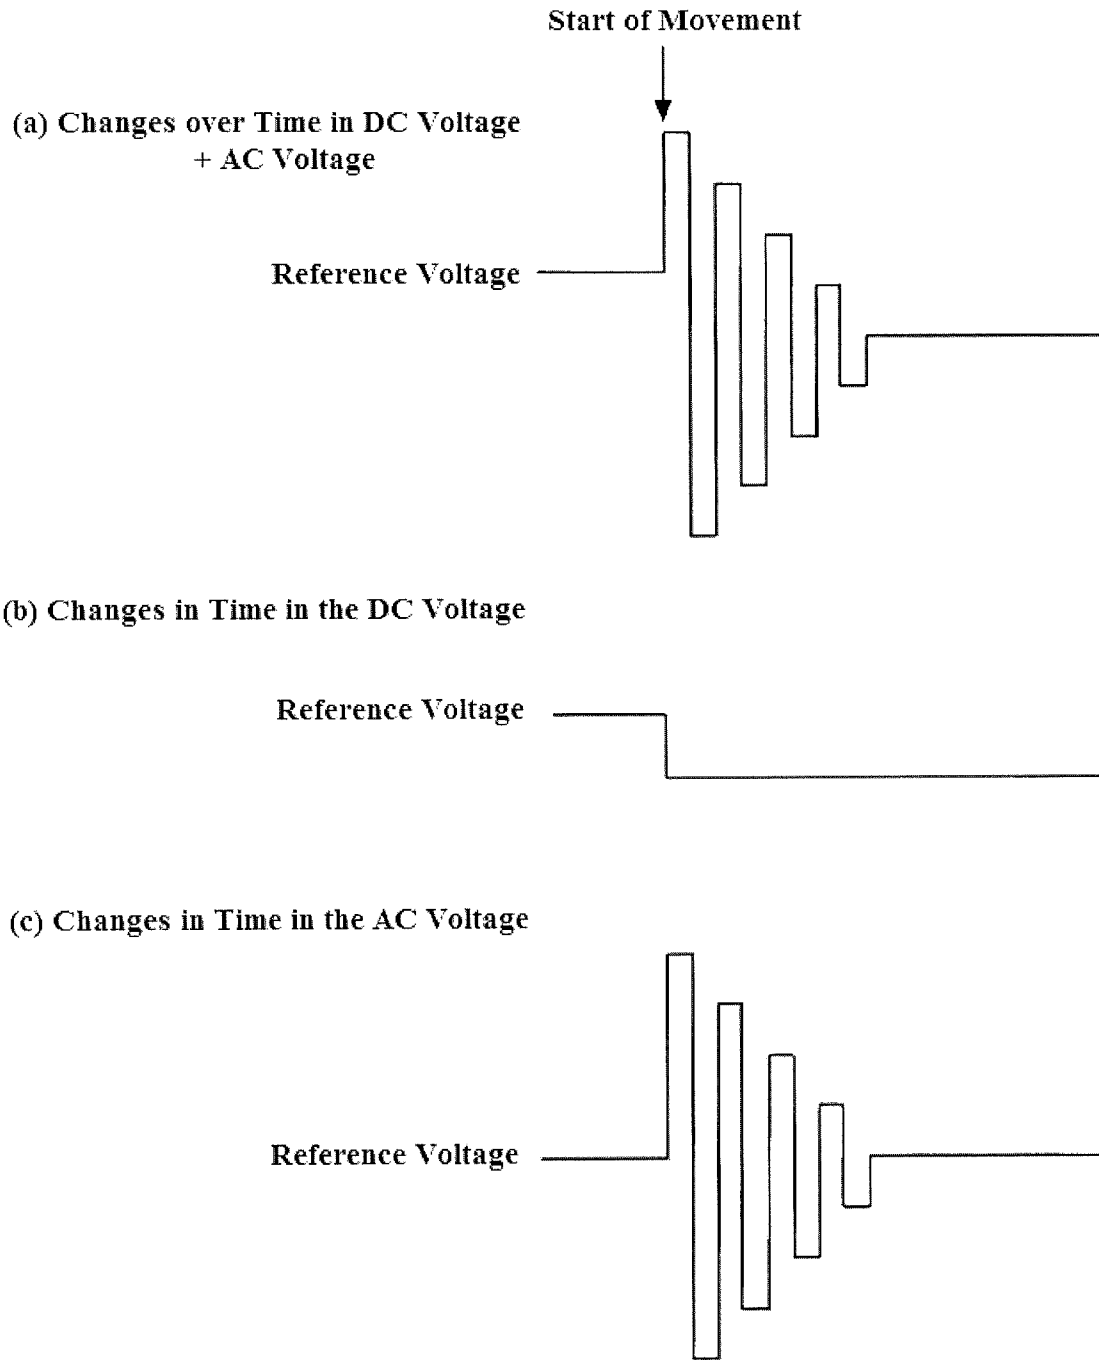 Start of Movement
(a) Changes over Time in DC Voltage
+ AC Voltage
Reference Voltage
(b) Changes in Time in the DC Voltage
Reference Voltage
(c) Changes in Time in the AC Voltage
Reference Voltage